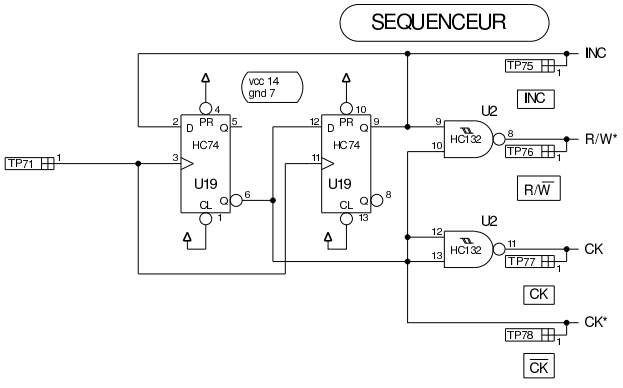 SEQUENCEUR
INC
TP75 1
vcc 14
gnd 7
4
10
INC
2 D PR Q 5
12 D PR Q 9
HC74
HC74
U2
9
8
HC132
R/W*
TP76 1
10
TP71 1
3
11
U19
U19
R/W
Q 6
Q 8
CL
CL
1
13
U2
12
11
HC132
CK
13
TP77 1
CK
CK*
TP78 1
CK